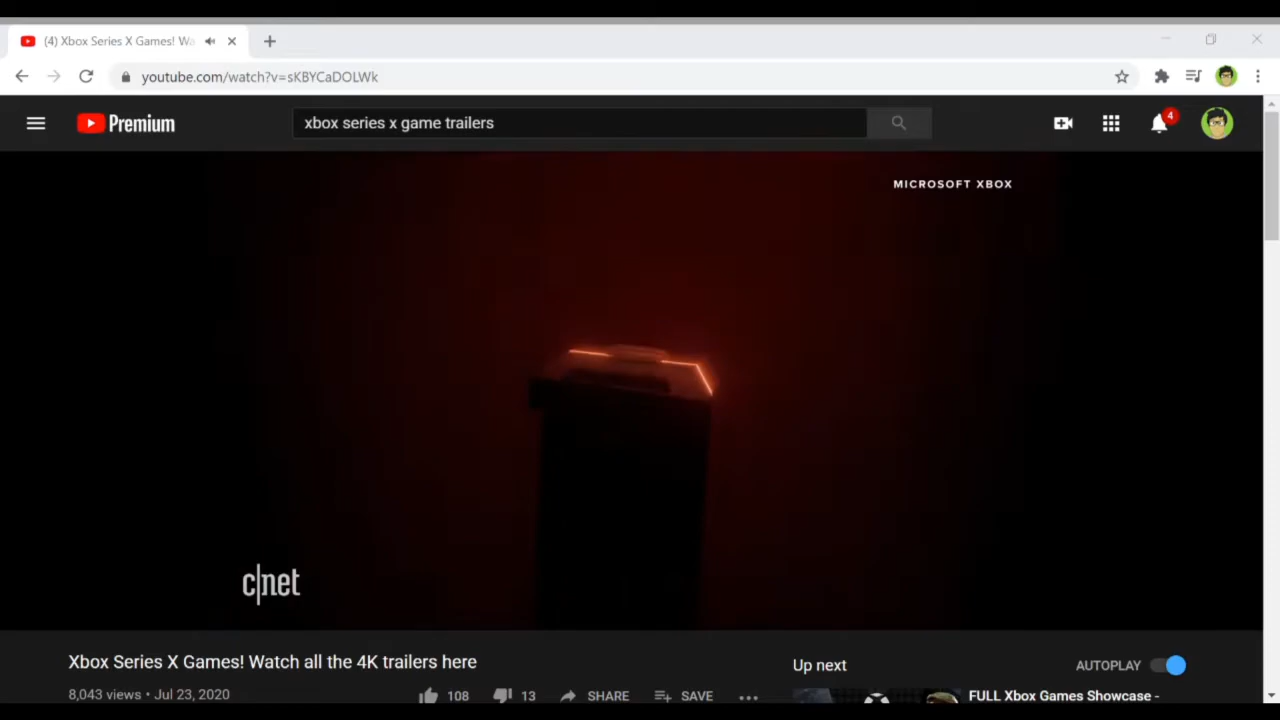 (4) Xbox Series X Games! Wa
youtube.com/watch?v=sKBYCaDOLWk
Premium
xbox series x game trailers
4
MICROSOFT XBOX
c|net
Xbox Series X Games! Watch all the 4K trailers here
8,043 views • Jul 23, 2020
108
13
SHARE
SAVE
Up next
AUTOPLAY
FULL Xbox Games Showcase -